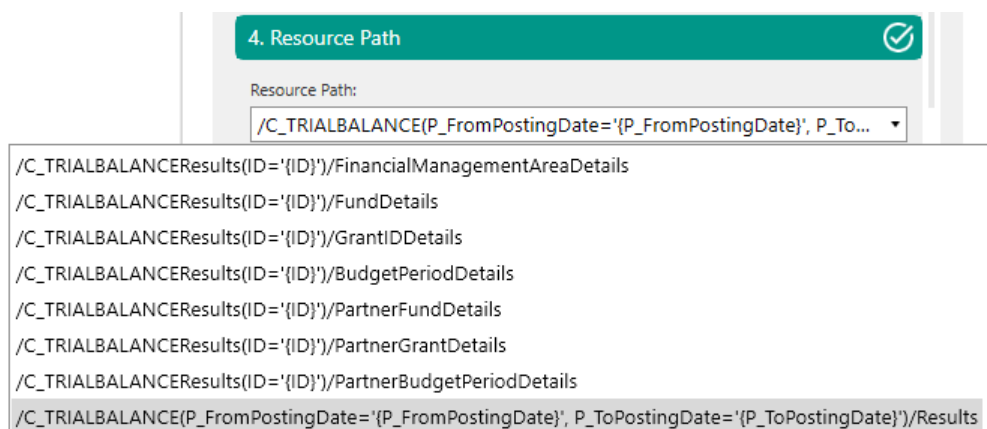 4. Resource Path
Resource Path:
/C_TRIALBALANCE(P_FromPostingDate='{P_FromPostingDate}', P_To...
/C_TRIALBALANCEResults(ID='{ID}')/FinancialManagementAreaDetails
/C_TRIALBALANCEResults(ID='{ID}')/FundDetails
/C_TRIALBALANCEResults(ID='{ID}')/GrantIDDetails
/C_TRIALBALANCEResults(ID='{ID}')/BudgetPeriodDetails
/C_TRIALBALANCEResults(ID='{ID}')/PartnerFundDetails
/C_TRIALBALANCEResults(ID='{ID}')/PartnerGrantDetails
/C_TRIALBALANCEResults(ID='{ID}')/PartnerBudgetPeriodDetails
/C_TRIALBALANCE(P_FromPostingDate='{P_FromPostingDate}', P_ToPostingDate='{P_ToPostingDate}')/Results